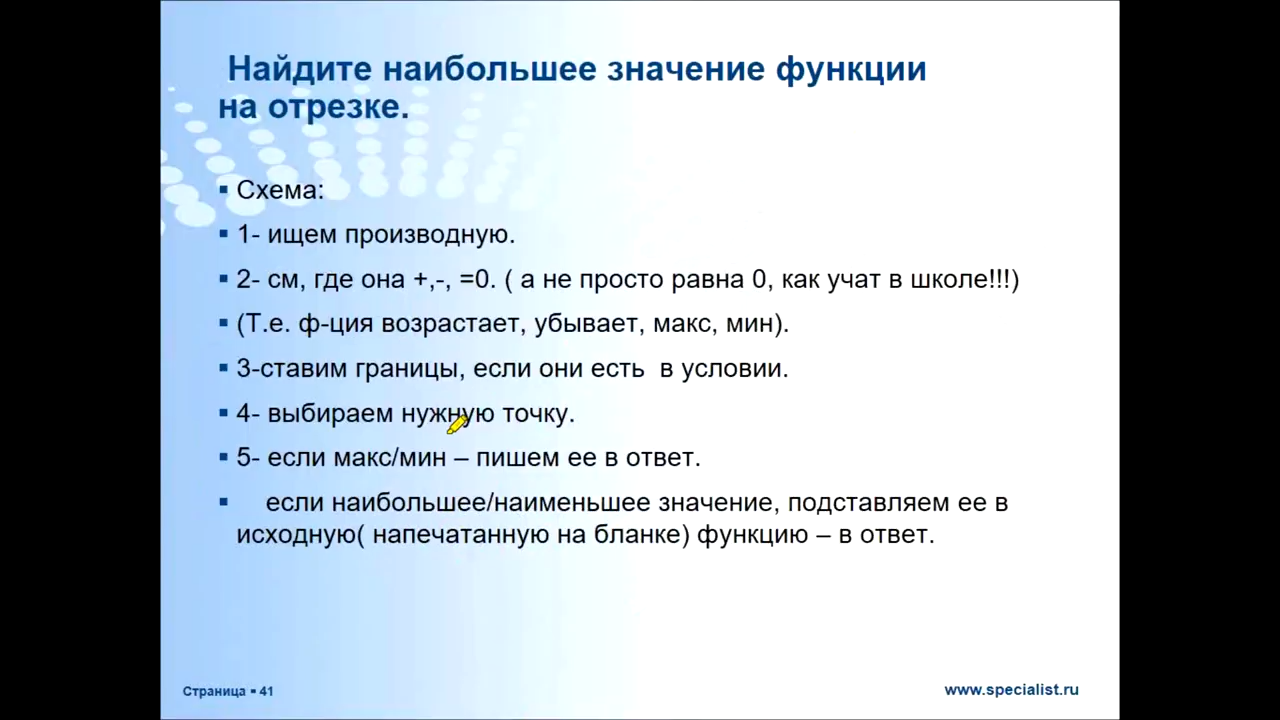 Найдите наибольшее значение функции
на отрезке.
Схема:
1- ищем производную.
2- см, где она +,-, =0. ( а не просто равна 0, как учат в школе!!!)
(Т.е. ф-ция возрастает, убывает, макс, мин).
3-ставим границы, если они есть в условии.
4- выбираем нужную точку.
5- если макс/мин – пишем ее в ответ.
если наибольшее/наименьшее значение, подставляем ее в
исходную( напечатанную на бланке) функцию – в ответ.
Страница ▪ 41
www.specialist.ru